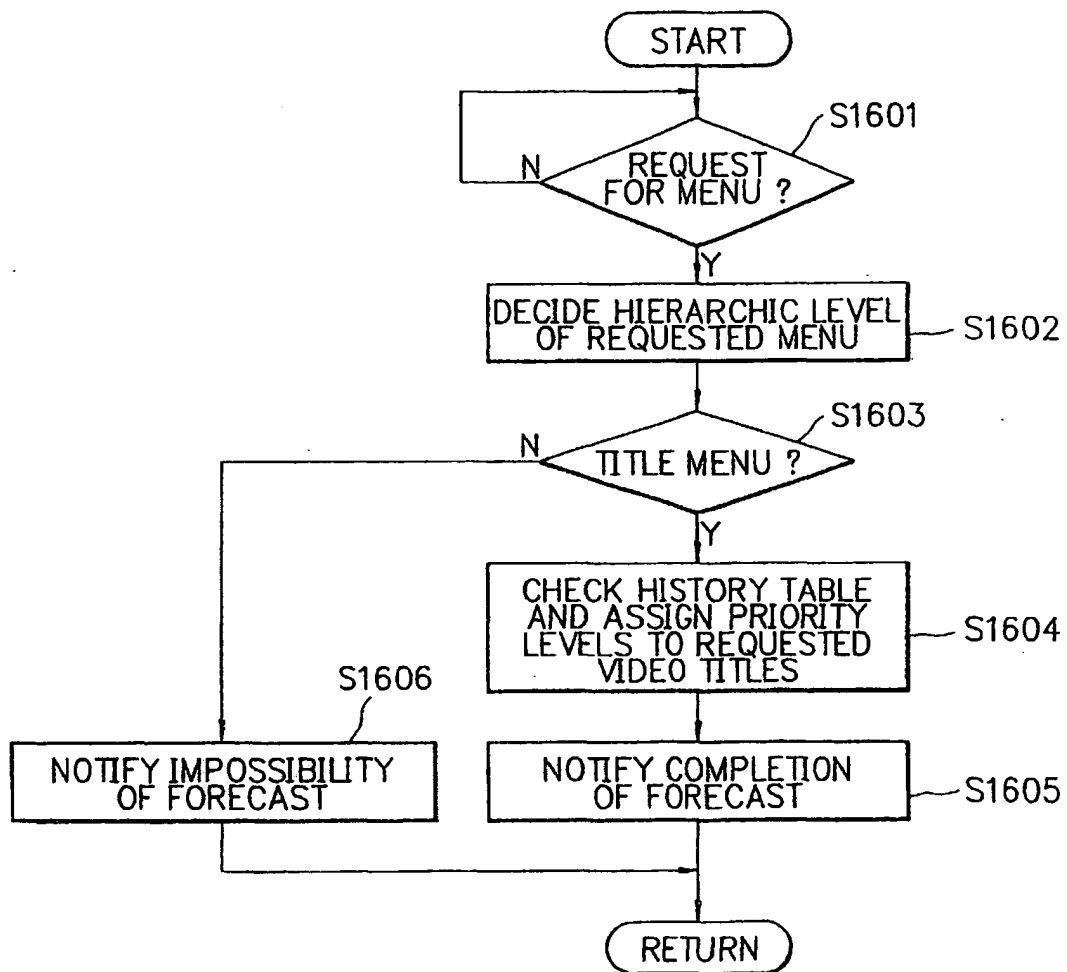 START
S1601
N
REQUEST
FOR MENU ?
Y
DECIDE HIERARCHIC LEVEL
OF REQUESTED MENU
S1602
S1603
N
TITLE MENU ?
Y
CHECK HISTORY TABLE
AND ASSIGN PRIORITY
LEVELS TO REQUESTED
VIDEO TITLES
S1604
S1606
NOTIFY IMPOSSIBILITY
OF FORECAST
NOTIFY COMPLETION
OF FORECAST
S1605
RETURN